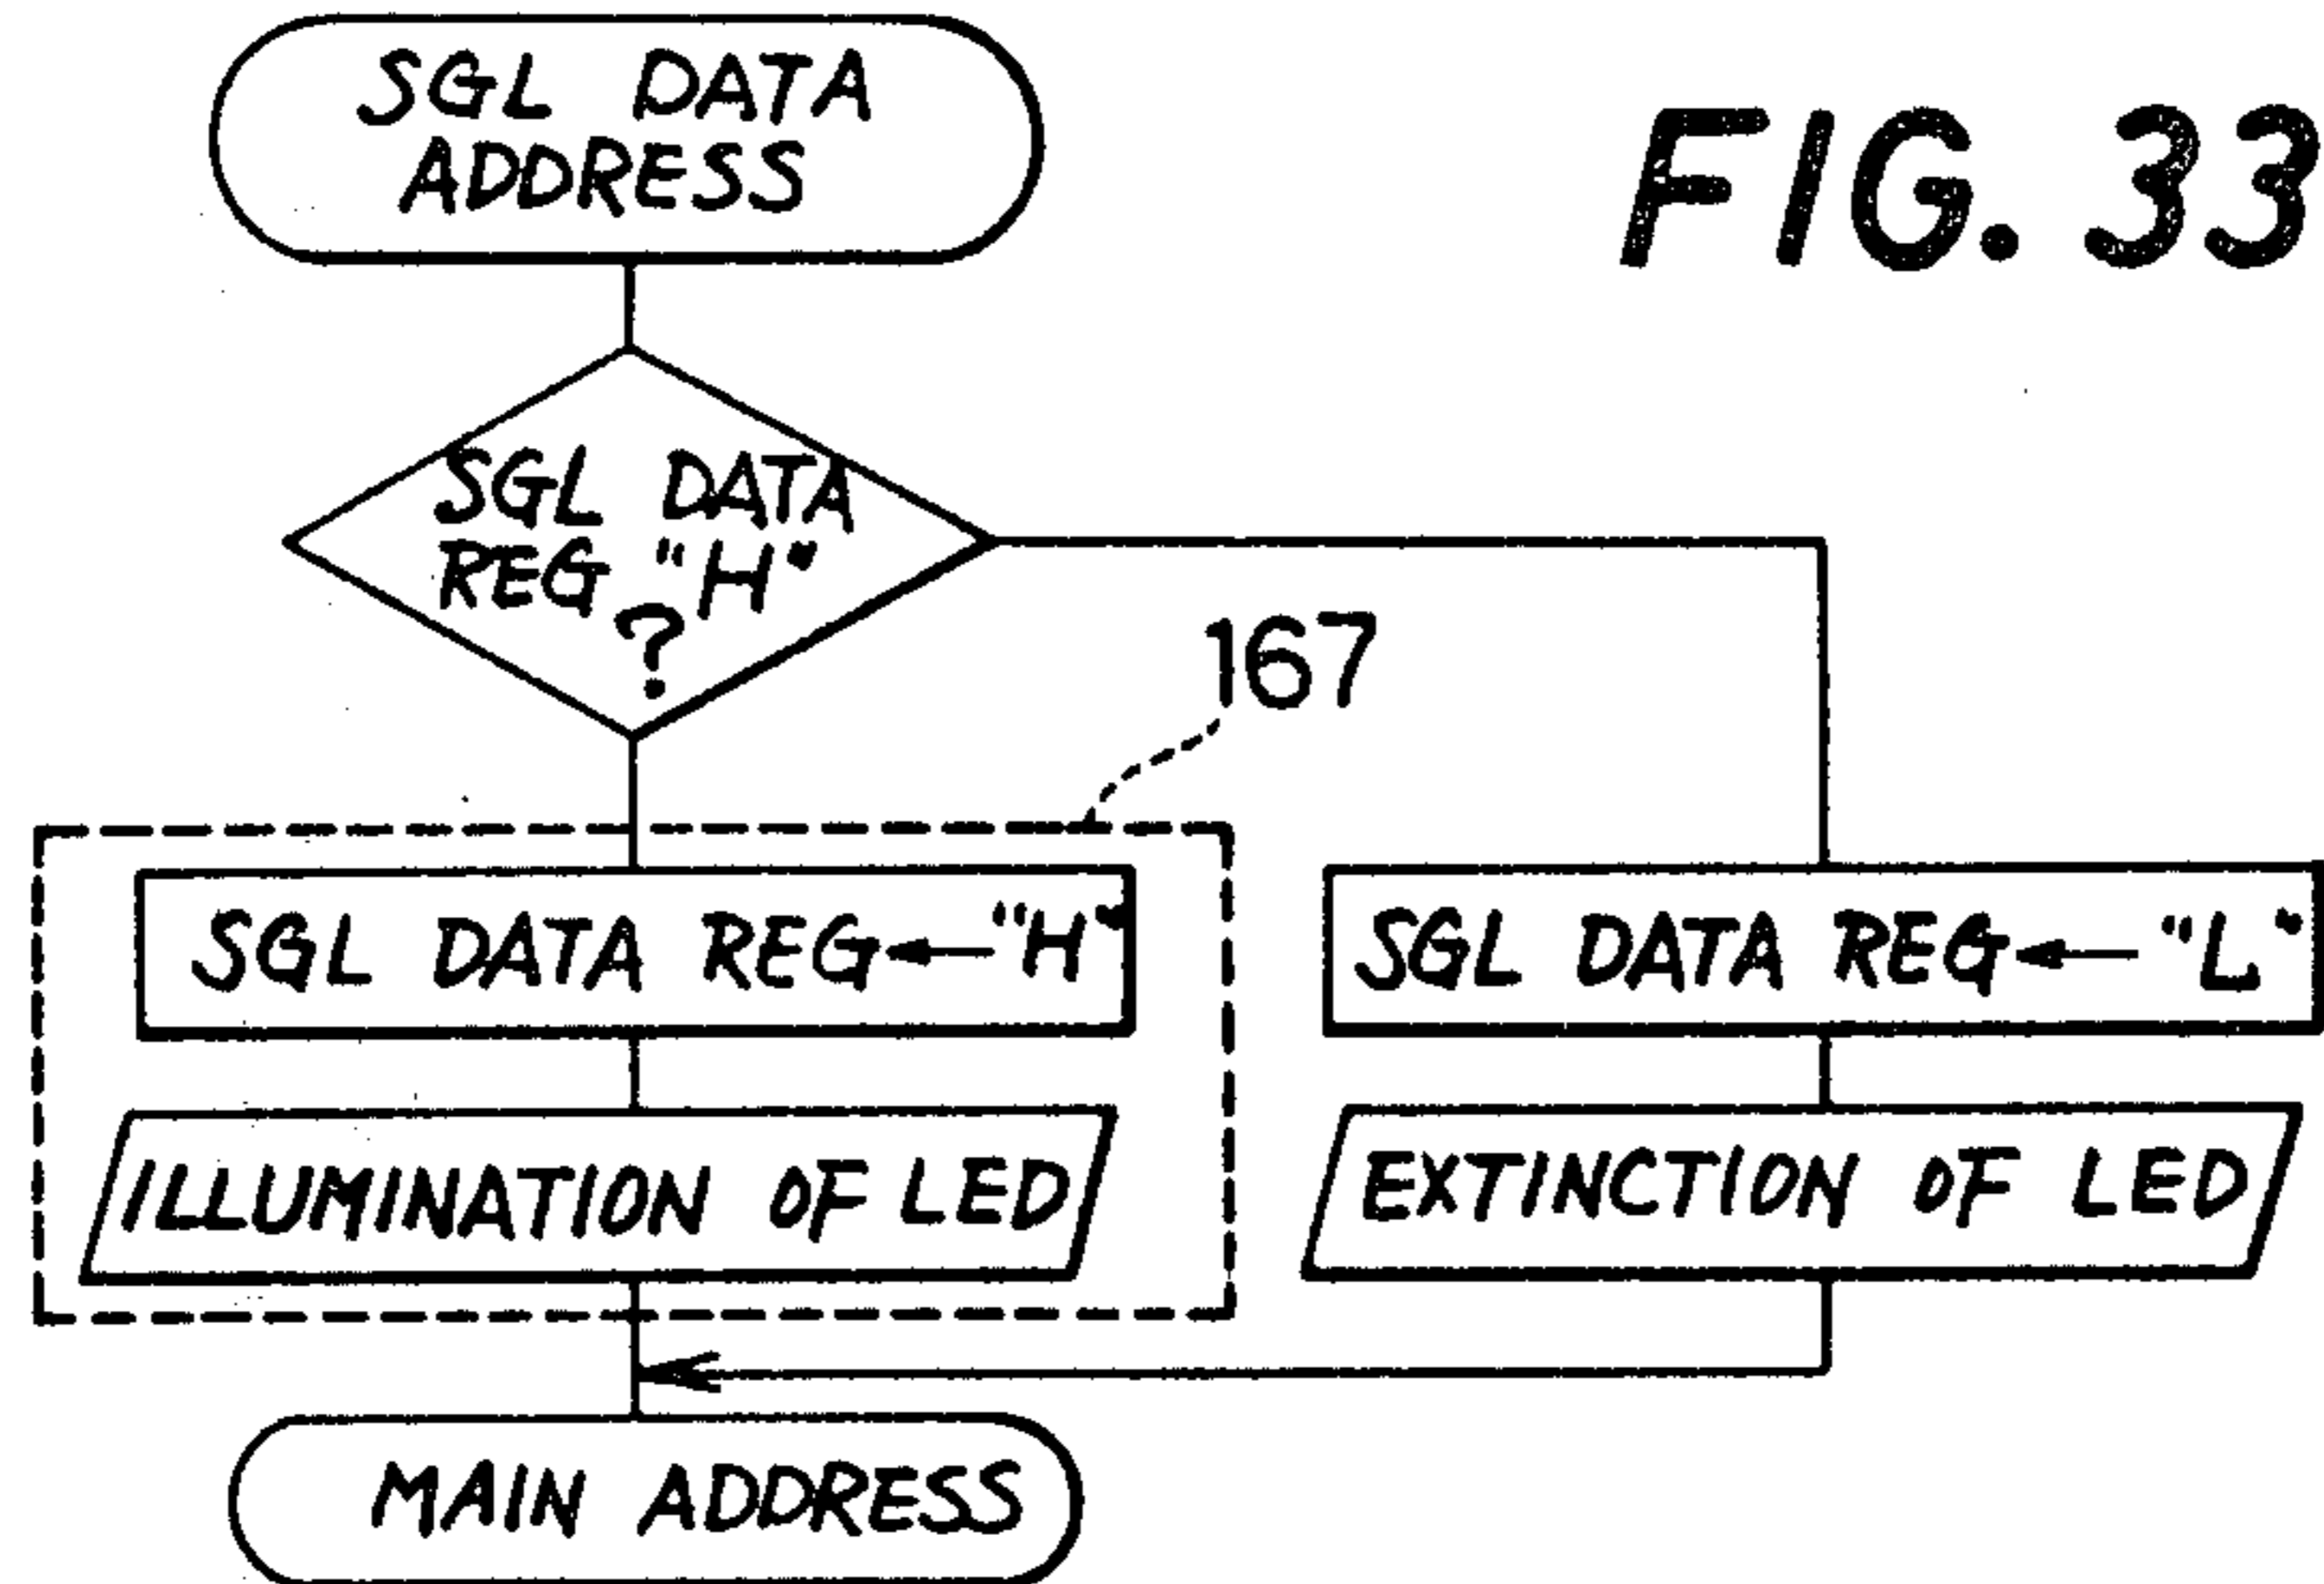 SGL DATA
ADDRESS
FIG. 33
SGL DATA
REG "H"
?
167
SGL DATA REG ← "H"
SGL DATA REG ← "L"
ILLUMINATION OF LED
EXTINCTION OF LED
MAIN ADDRESS